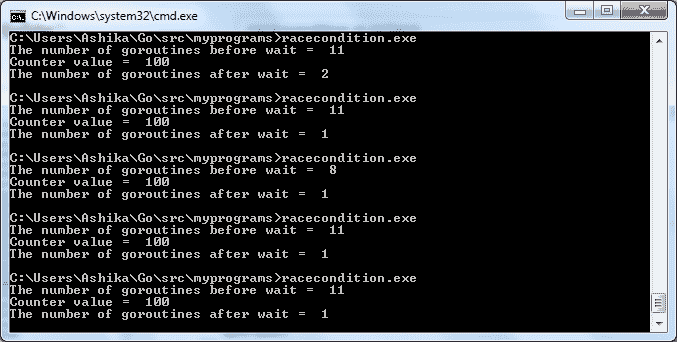 C:\Windows\system32\cmd.exe
C:\Users\Ashika\Go\src\myprograms>racecondition.exe
The number of goroutines before wait =  11
Counter value =  100
The number of goroutines after wait =  2
C:\Users\Ashika\Go\src\myprograms>racecondition.exe
The number of goroutines before wait =  11
Counter value =  100
The number of goroutines after wait =  1
C:\Users\Ashika\Go\src\myprograms>racecondition.exe
The number of goroutines before wait =  8
Counter value =  100
The number of goroutines after wait =  1
C:\Users\Ashika\Go\src\myprograms>racecondition.exe
The number of goroutines before wait =  11
Counter value =  100
The number of goroutines after wait =  1
C:\Users\Ashika\Go\src\myprograms>racecondition.exe
The number of goroutines before wait =  11
Counter value =  100
The number of goroutines after wait =  1